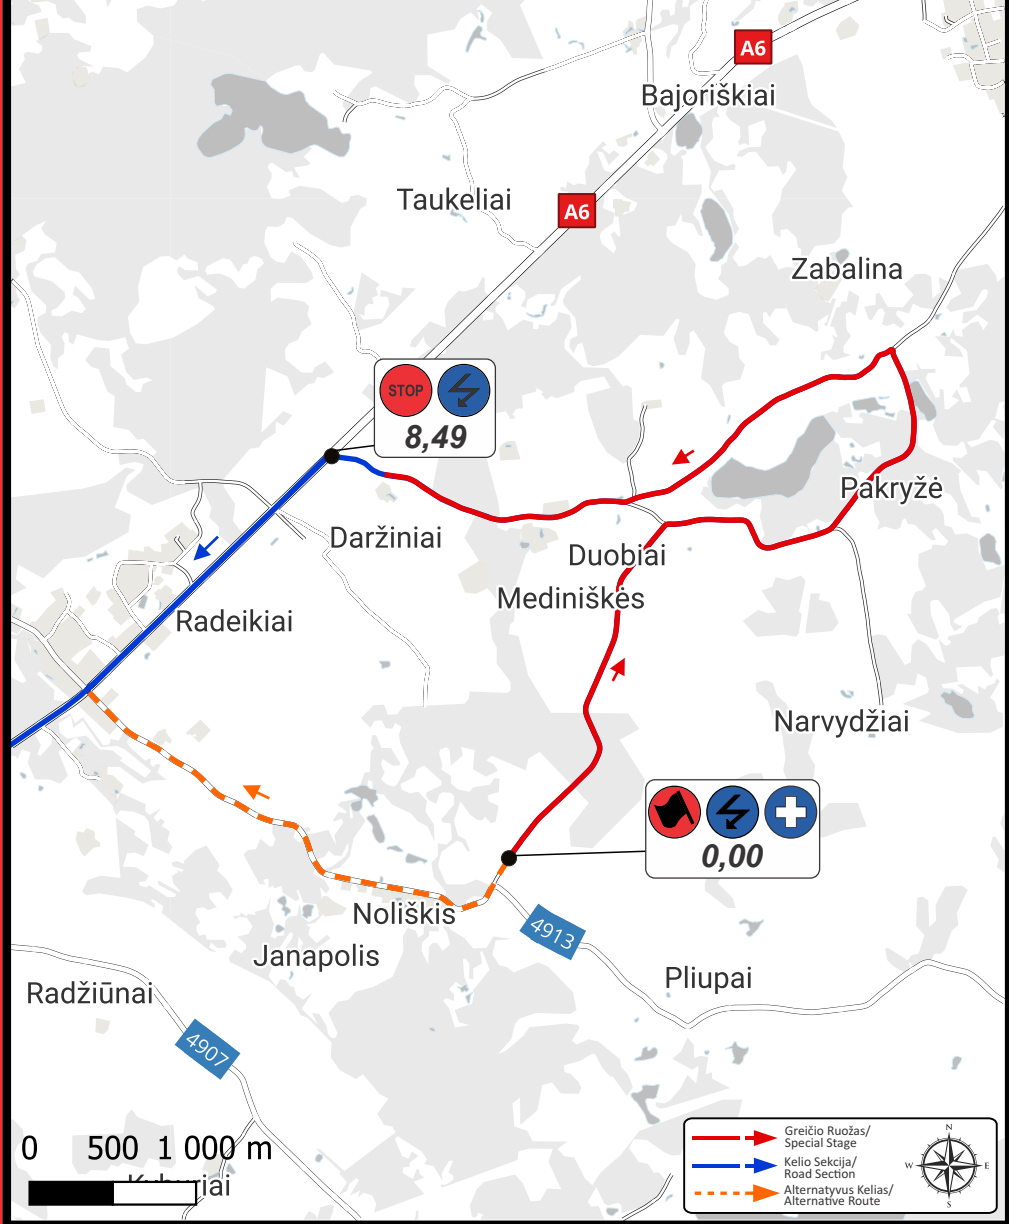 A6
Bajoriškiai
Taukeliai
A6
Zabalina
STOP
8,49
Pakryžė
Daržiniai
Duobiai
Mediniškės
Radeikiai
Narvydžiai
0,00
Noliškis
4913
Janapolis
Pliupai
Radžiūnai
4907
0 500 1 000 m
Greičio Ruožas/
Special Stage
Kelio Sekcija/
Road Section
Alternatyvus Kelias/
Alternative Route
N
W E
S